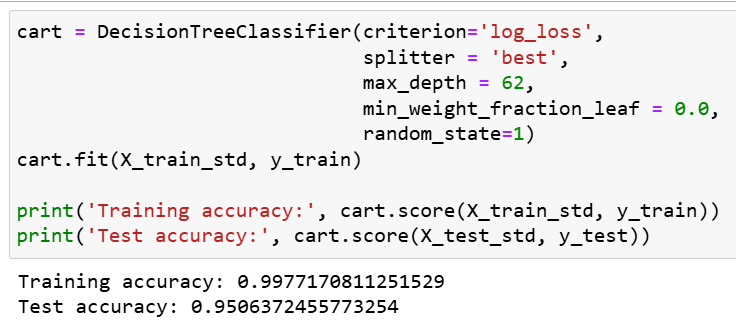 cart = DecisionTreeClassifier(criterion='log_loss',
splitter = 'best',
max_depth = 62,
min_weight_fraction_leaf = 0.0,
random_state=1)
cart.fit(X_train_std, y_train)
print('Training accuracy:', cart.score(X_train_std, y_train))
print('Test accuracy:', cart.score(X_test_std, y_test))
Training accuracy: 0.9977170811251529
Test accuracy: 0.9506372455773254